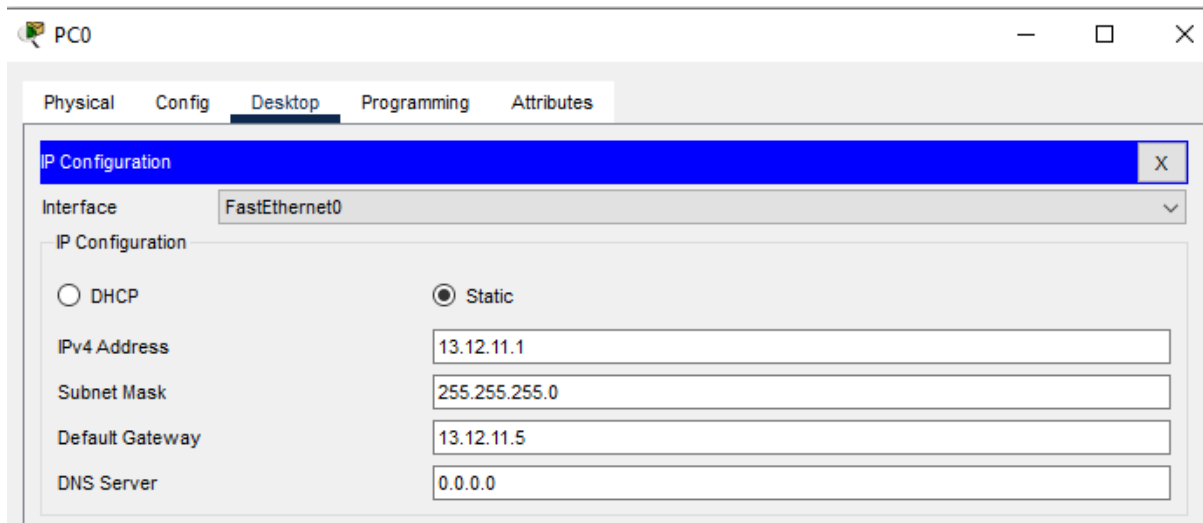 PC0
Physical Config Desktop Programming Attributes
IP Configuration X
Interface FastEthernet0
IP Configuration
DHCP Static
IPv4 Address 13.12.11.1
Subnet Mask 255.255.255.0
Default Gateway 13.12.11.5
DNS Server 0.0.0.0